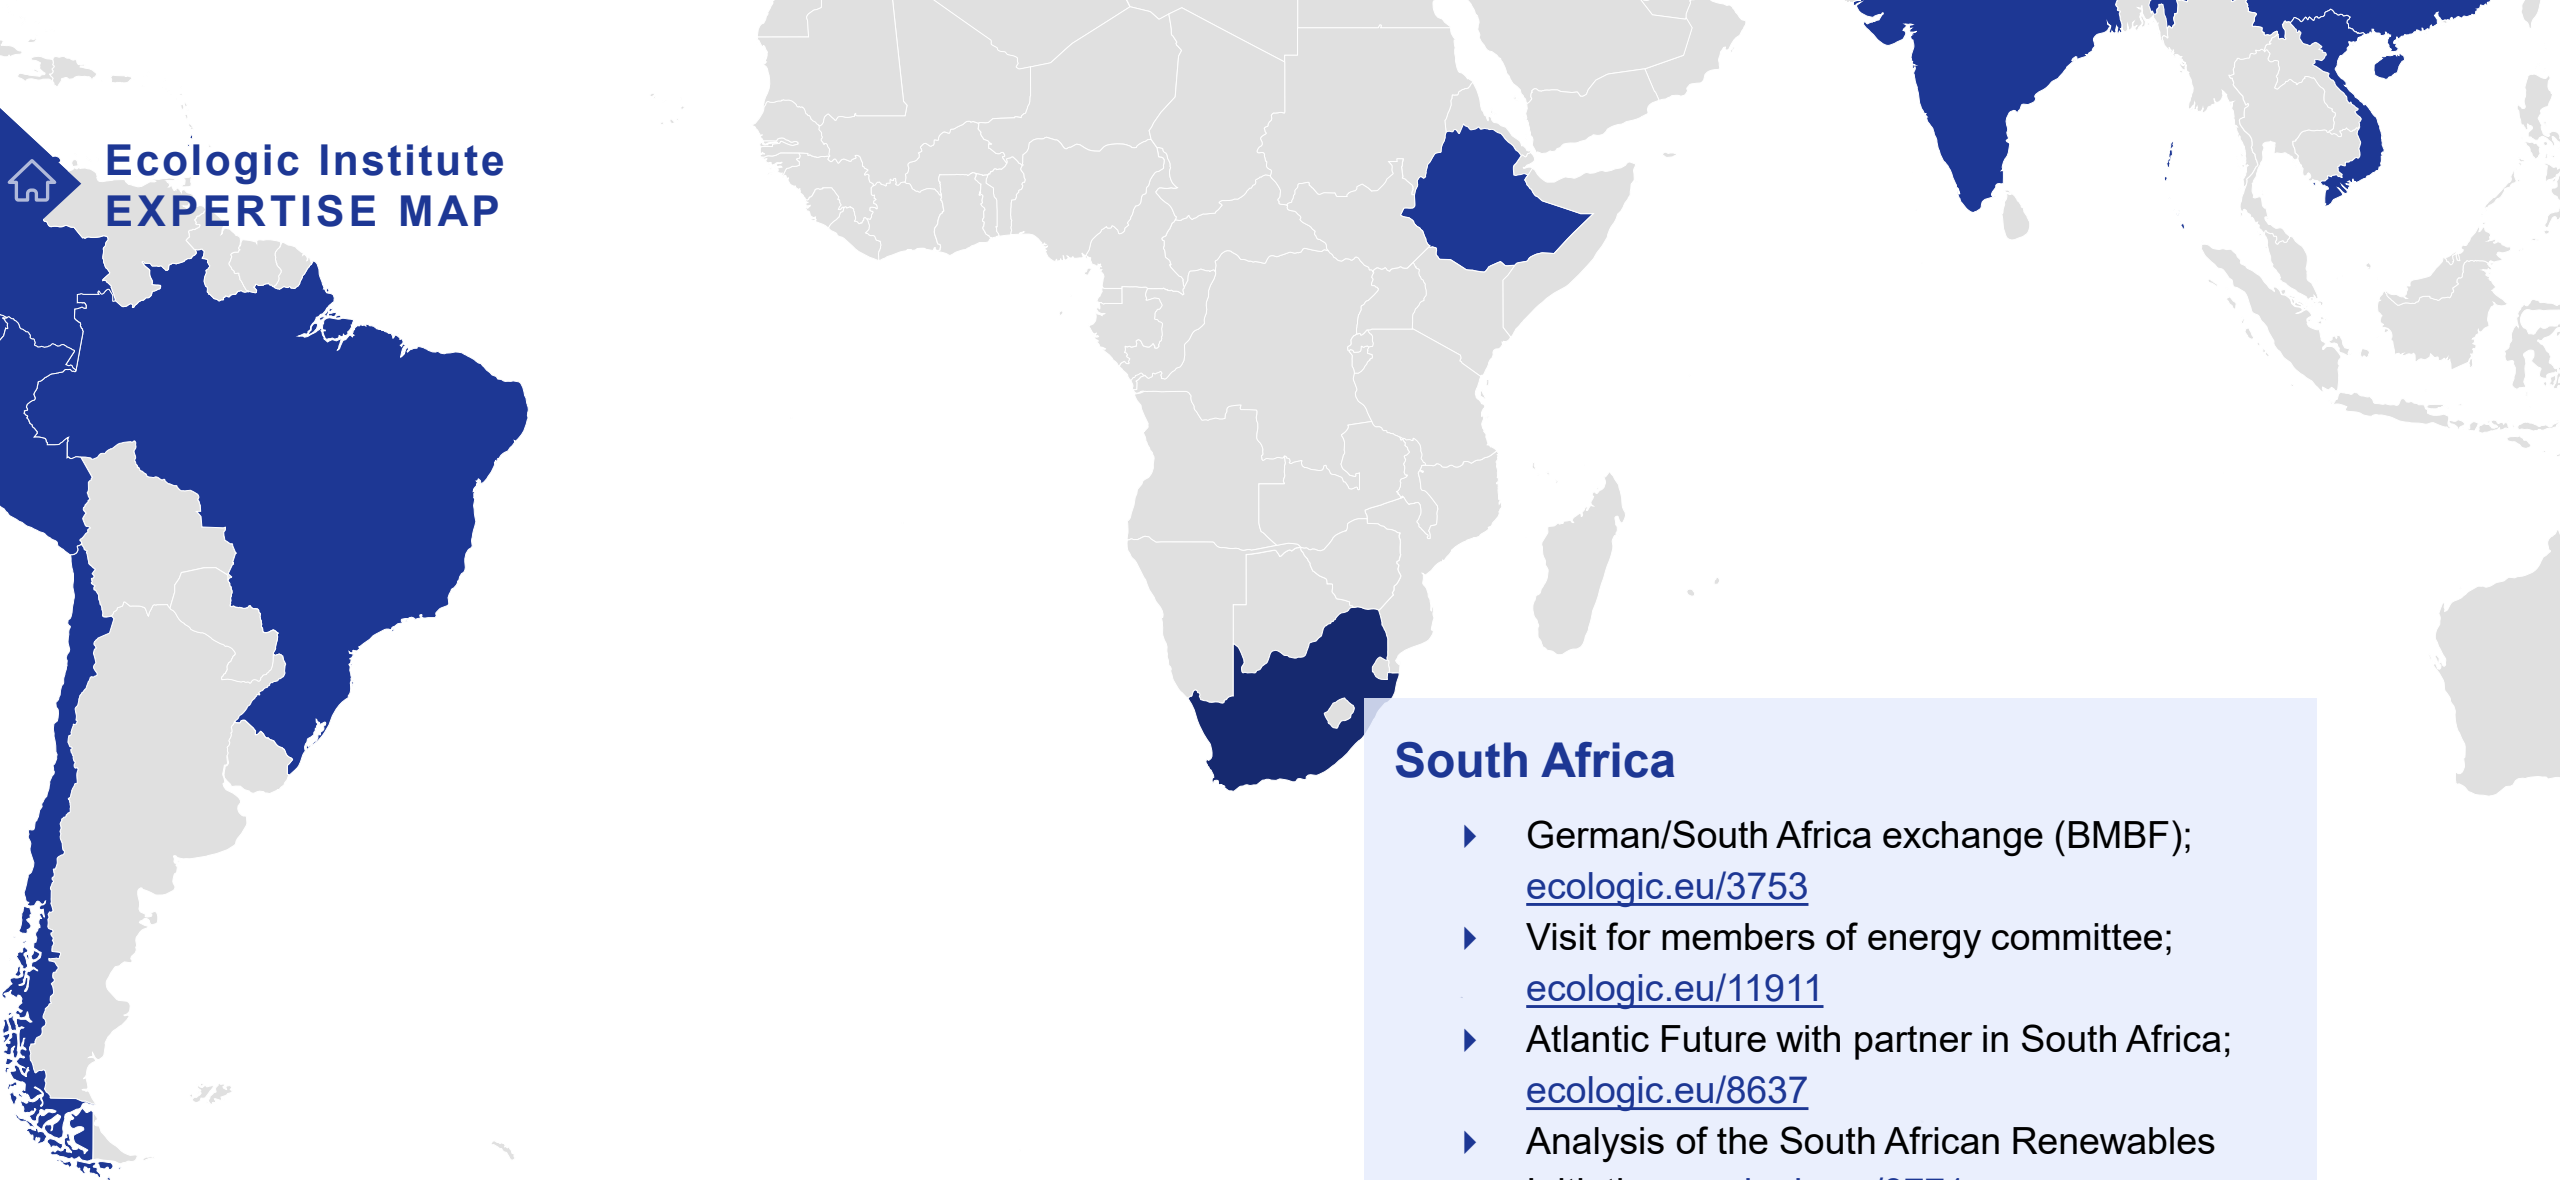 Ecologic Institute
EXPERTISE MAP
South Africa
German/South Africa exchange (BMBF);
ecologic.eu/3753
Visit for members of energy committee;
ecologic.eu/11911
Atlantic Future with partner in South Africa;
ecologic.eu/8637
Analysis of the South African Renewables